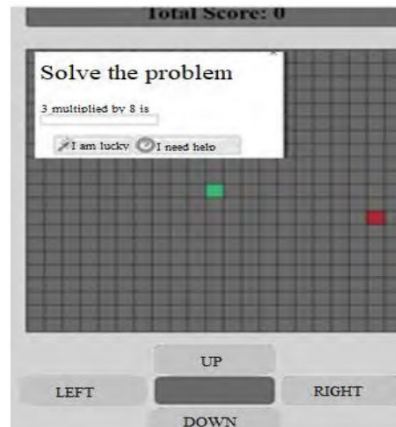 Total Score: 0
Solve the problem
3 multiplied by 8 is
I am lucky I need help
UP
LEFT RIGHT
DOWN